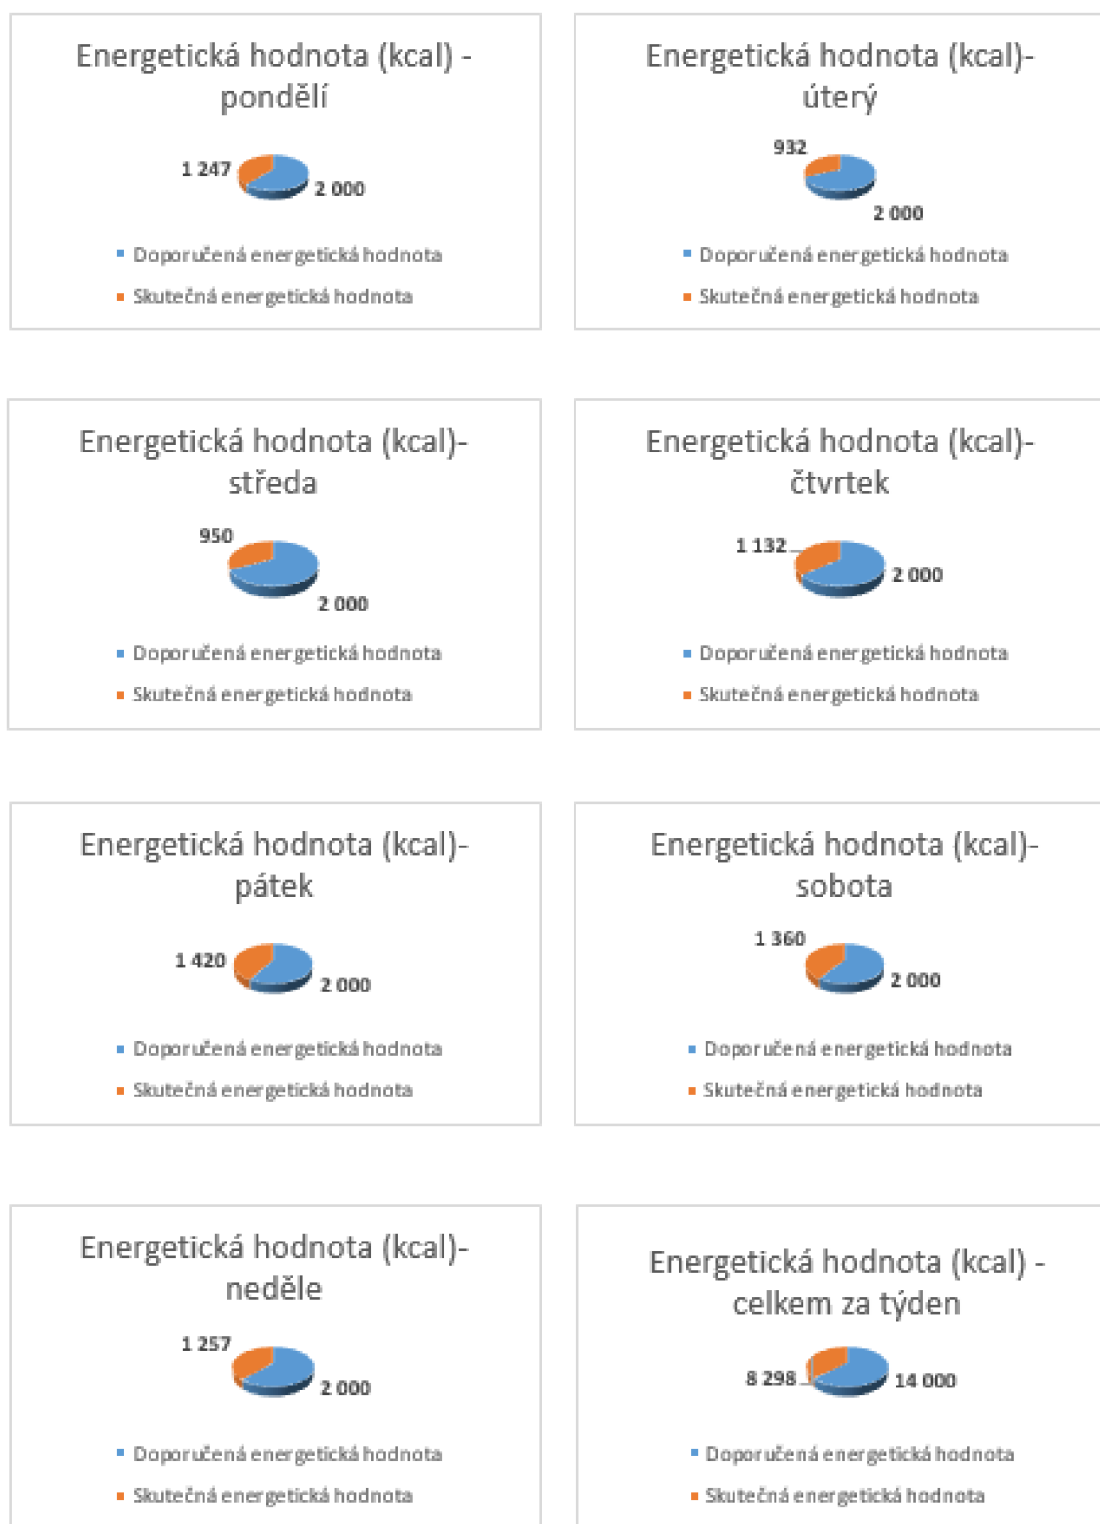 Energetická hodnota (kcal) -
pondělí
1 247
2 000
Doporučená energetická hodnota
Skutečná energetická hodnota
Energetická hodnota (kcal)-
úterý
932
2 000
Doporučená energetická hodnota
Skutečná energetická hodnota
Energetická hodnota (kcal)-
středa
950
2 000
Doporučená energetická hodnota
Skutečná energetická hodnota
Energetická hodnota (kcal)-
čtvrtek
1 132
2 000
Doporučená energetická hodnota
Skutečná energetická hodnota
Energetická hodnota (kcal)-
pátek
1 420
2 000
Doporučená energetická hodnota
Skutečná energetická hodnota
Energetická hodnota (kcal)-
sobota
1 360
2 000
Doporučená energetická hodnota
Skutečná energetická hodnota
Energetická hodnota (kcal)-
neděle
1 257
2 000
Doporučená energetická hodnota
Skutečná energetická hodnota
Energetická hodnota (kcal) -
celkem za týden
8 298
14 000
Doporučená energetická hodnota
Skutečná energetická hodnota